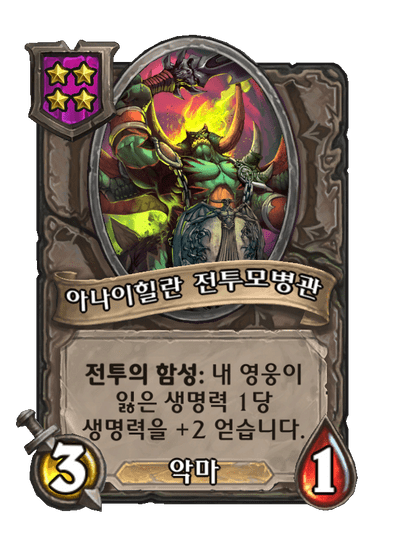 아나이힐란 전투모병관
전투의 함성: 내 영웅이
잃은 생명력 1당
생명력을 +2 얻습니다.
3
악마
1